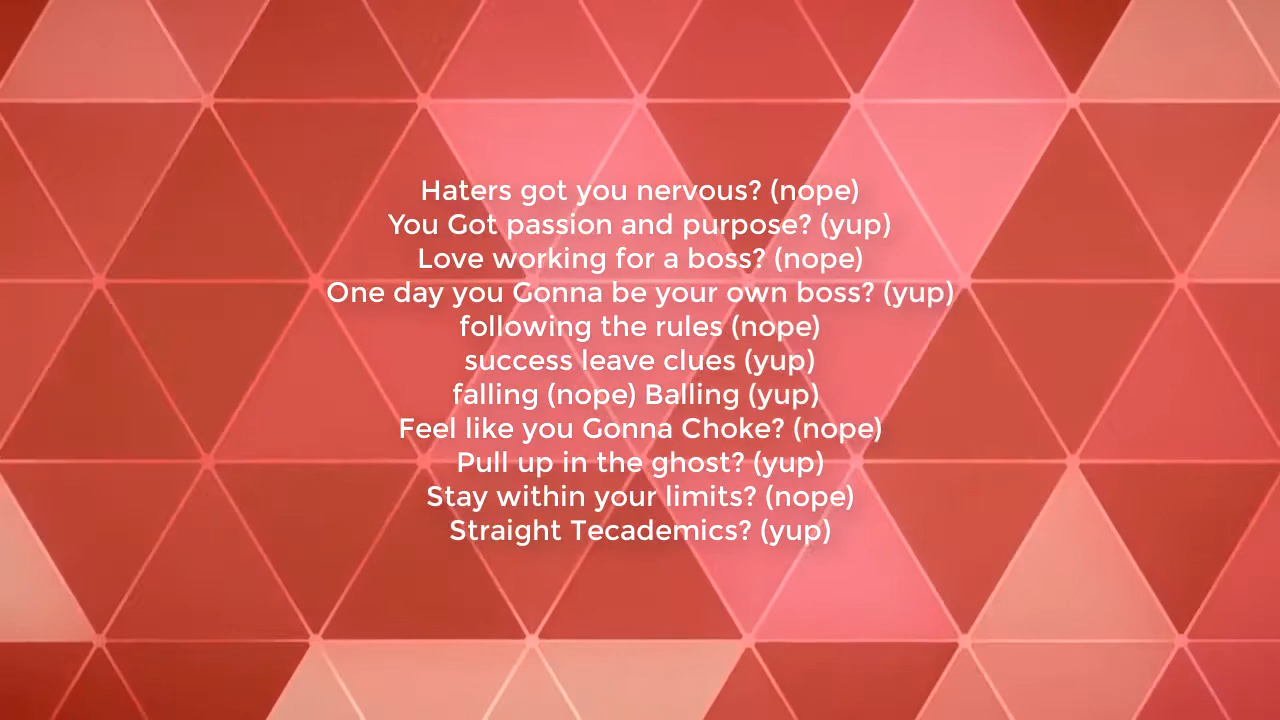 Haters got you nervous? (nope)
You Got passion and purpose? (yup)
Love working for a boss? (nope)
One day you Gonna be your own boss? (yup)
following the rules (nope)
success leave clues (yup)
falling (nope) Balling (yup)
Feel like you Gonna Choke? (nope)
Pull up in the ghost? (yup)
Stay within your limits? (nope)
Straight Tecademics? (yup)